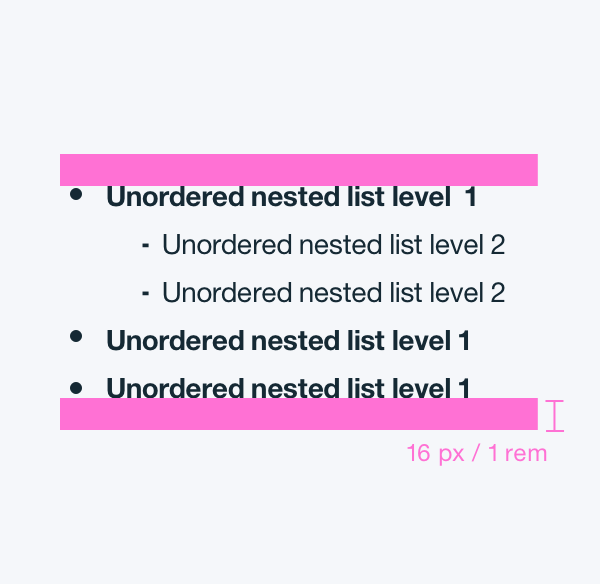 • Unordered nested list level 1
- Unordered nested list level 2
- Unordered nested list level 2
• Unordered nested list level 1
• Unordered nested list level 1
16 px / 1 rem